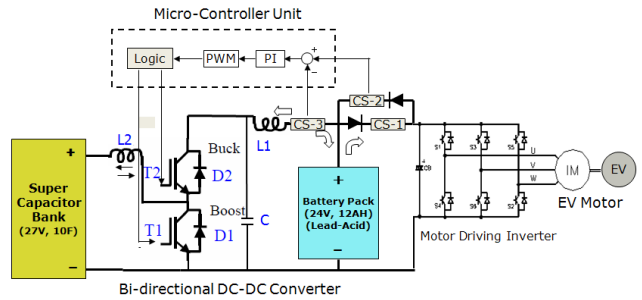 Micro-Controller Unit
Logic
PWM
PI
+
−
CS-2
CS-3
CS-1
L1
L2
Buck
T2
D2
Boost
T1
D1
C
+
Super
Capacitor
Bank
(27V, 10F)
−
+
Battery Pack
(24V, 12AH)
(Lead-Acid)
−
CB
S1
S3
S5
U
V
W
S4
S6
S2
IM
EV
EV Motor
Motor Driving Inverter
Bi-directional DC-DC Converter